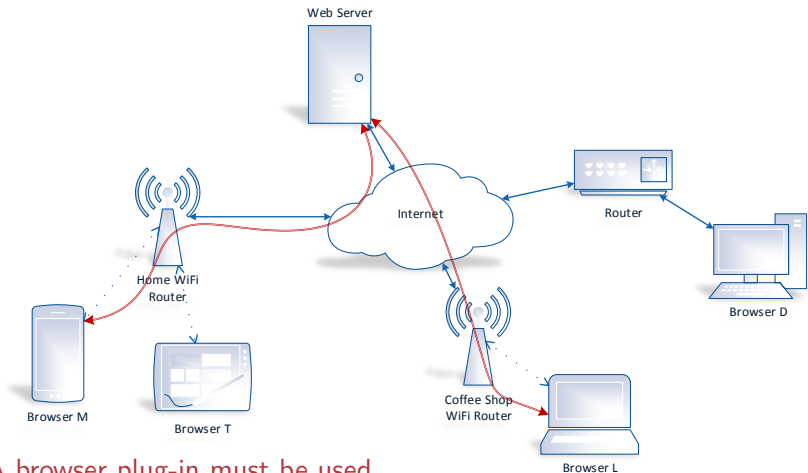 Web Server
Internet
Router
Home WiFi
Router
Browser D
Coffee Shop
WiFi Router
Browser M
Browser T
Browser L
A browser plug-in must be used